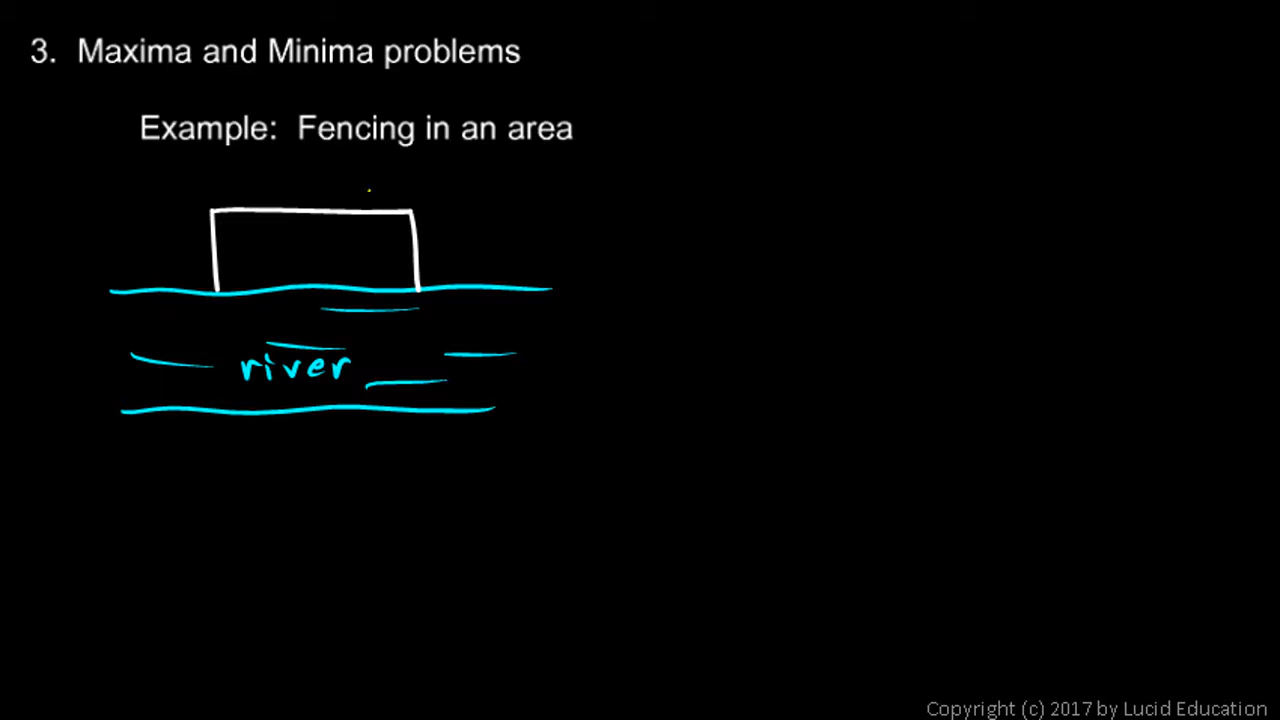 3. Maxima and Minima problems
Example: Fencing in an area
river
Copyright (c) 2017 by Lucid Education